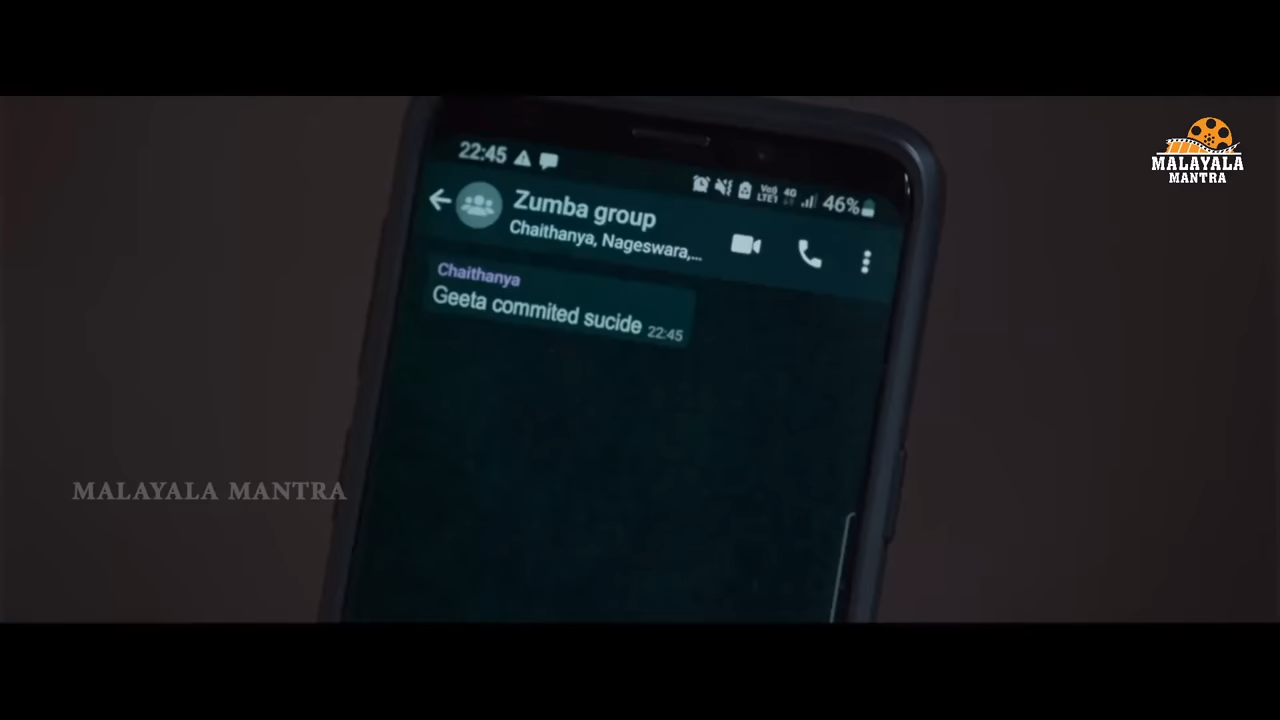 MALAYALA
MANTRA
22:45
46%
Zumba group
Chaithanya, Nageswara,...
Chaithanya
Geeta commited sucide 22:45
MALAYALA MANTRA